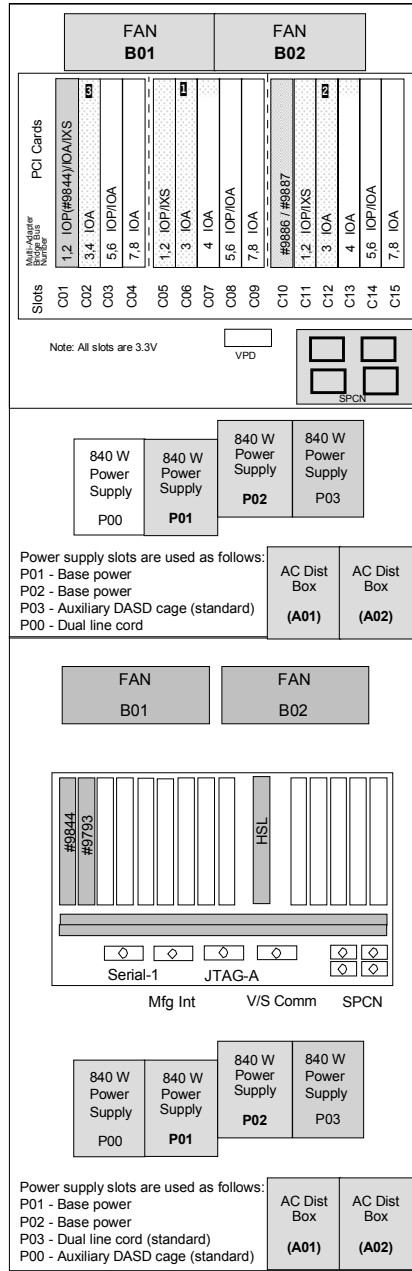 FAN
B01
FAN
B02
PCI Cards
Multi-Adapter
Bridge Bus
Number
Slots
1,2 IOP(#9844)/IOA/IXS
3,4 IOA
3
5,6 IOP/IOA
7,8 IOA
1,2 IOP/IXS
3 IOA
1
4 IOA
5,6 IOP/IOA
7,8 IOA
#9886 / #9887
1,2 IOP/IXS
3 IOA
2
4 IOA
5,6 IOP/IOA
7,8 IOA
C01
C02
C03
C04
C05
C06
C07
C08
C09
C10
C11
C12
C13
C14
C15
Note: All slots are 3.3V
VPD
SPCN
840 W
Power
Supply
P00
840 W
Power
Supply
P01
840 W
Power
Supply
P02
840 W
Power
Supply
P03
Power supply slots are used as follows:
P01 - Base power
P02 - Base power
P03 - Auxiliary DASD cage (standard)
P00 - Dual line cord
AC Dist
Box
(A01)
AC Dist
Box
(A02)
FAN
B01
FAN
B02
#9844
#9793
HSL
Serial-1
JTAG-A
Mfg Int
V/S Comm
SPCN
840 W
Power
Supply
P00
840 W
Power
Supply
P01
840 W
Power
Supply
P02
840 W
Power
Supply
P03
Power supply slots are used as follows:
P01 - Base power
P02 - Base power
P03 - Dual line cord (standard)
P00 - Auxiliary DASD cage (standard)
AC Dist
Box
(A01)
AC Dist
Box
(A02)